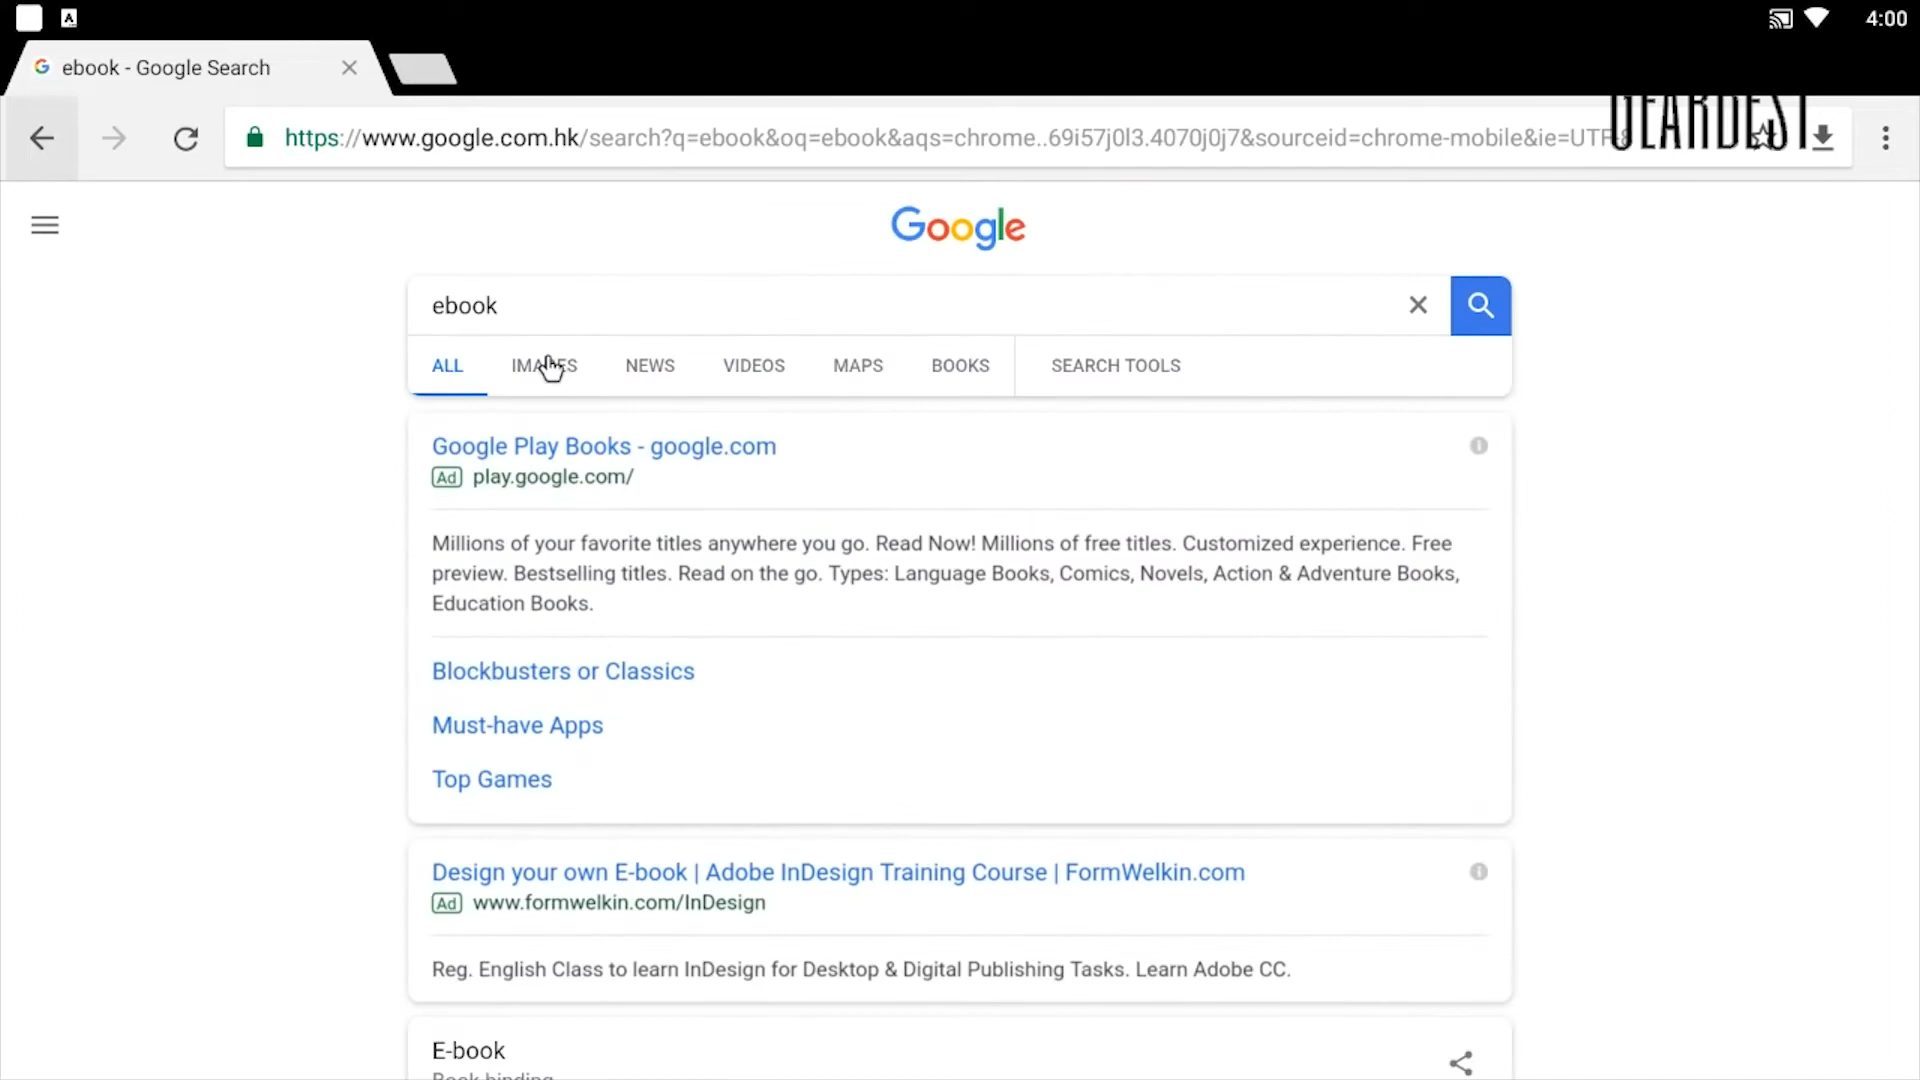 A
4:00
ebook - Google Search
https://www.google.com.hk/search?q=ebook&oq=ebook&aqs=chrome..69i57j0l3.4070j0j7&sourceid=chrome-mobile&ie=UTF-8
GEARBEST
Google
ebook
ALL IMAGES NEWS VIDEOS MAPS BOOKS SEARCH TOOLS
Google Play Books - google.com
Ad play.google.com/
Millions of your favorite titles anywhere you go. Read Now! Millions of free titles. Customized experience. Free
preview. Bestselling titles. Read on the go. Types: Language Books, Comics, Novels, Action & Adventure Books,
Education Books.
Blockbusters or Classics
Must-have Apps
Top Games
Design your own E-book | Adobe InDesign Training Course | FormWelkin.com
Ad www.formwelkin.com/InDesign
Reg. English Class to learn InDesign for Desktop & Digital Publishing Tasks. Learn Adobe CC.
E-book
Book binding